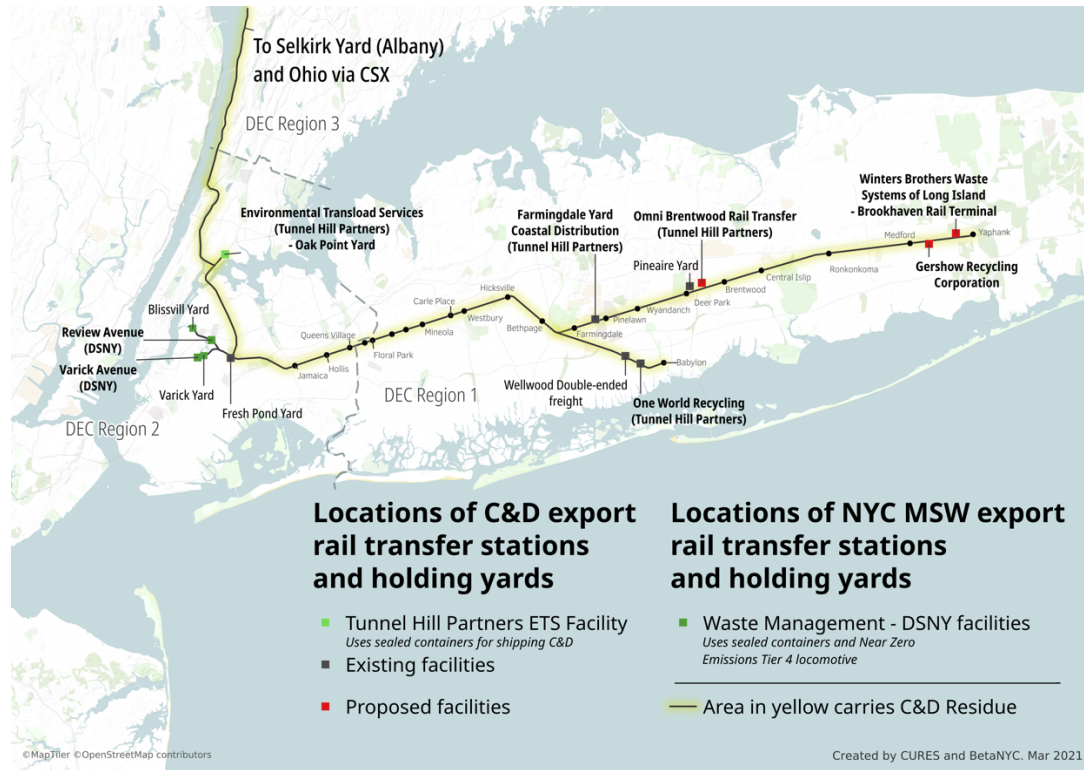 To Selkirk Yard (Albany)
and Ohio via CSX
DEC Region 3
Environmental Transload Services
(Tunnel Hill Partners)
- Oak Point Yard
Farmingdale Yard
Coastal Distribution
(Tunnel Hill Partners)
Omni Brentwood Rail Transfer
(Tunnel Hill Partners)
Pineaire Yard
Winters Brothers Waste
Systems of Long Island
- Brookhaven Rail Terminal
Yaphank
Medford
Gershow Recycling
Corporation
Ronkonkoma
Central Islip
Brentwood
Deer Park
Wyandanch
Pinelawn
Farmingdale
Bethpage
Hicksville
Westbury
Carle Place
Mineola
Floral Park
Queens Village
Hollis
Jamaica
Babylon
Wellwood Double-ended
freight
One World Recycling
(Tunnel Hill Partners)
Blissvill Yard
Review Avenue
(DSNY)
Varick Avenue
(DSNY)
Varick Yard
Fresh Pond Yard
DEC Region 1
DEC Region 2
Locations of C&D export
rail transfer stations
and holding yards
Tunnel Hill Partners ETS Facility
Uses sealed containers for shipping C&D
Existing facilities
Proposed facilities
Locations of NYC MSW export
rail transfer stations
and holding yards
Waste Management - DSNY facilities
Uses sealed containers and Near Zero
Emissions Tier 4 locomotive
Area in yellow carries C&D Residue
©MapTiler ©OpenStreetMap contributors
Created by CURES and BetaNYC. Mar 2021